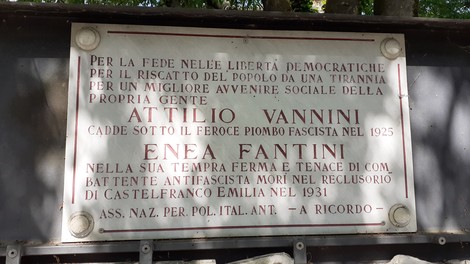 PER LA FEDE NELLE LIBERTÀ DEMOCRATICHE
PER IL RISCATTO DEL POPOLO DA UNA TIRANNIA
PER UN MIGLIORE AVVENIRE SOCIALE DELLA
PROPRIA GENTE
ATTILIO VANNINI
CADDE SOTTO IL FEROCE PIOMBO FASCISTA NEL 1925
ENEA FANTINI
NELLA SUA TEMPRA FERMA E TENACE DI COM
BATTENTE ANTIFASCISTA MORÌ NEL RECLUSORIO
DI CASTELFRANCO EMILIA NEL 1931
ASS. NAZ. PER. POL. ITAL. ANT. – A RICORDO –